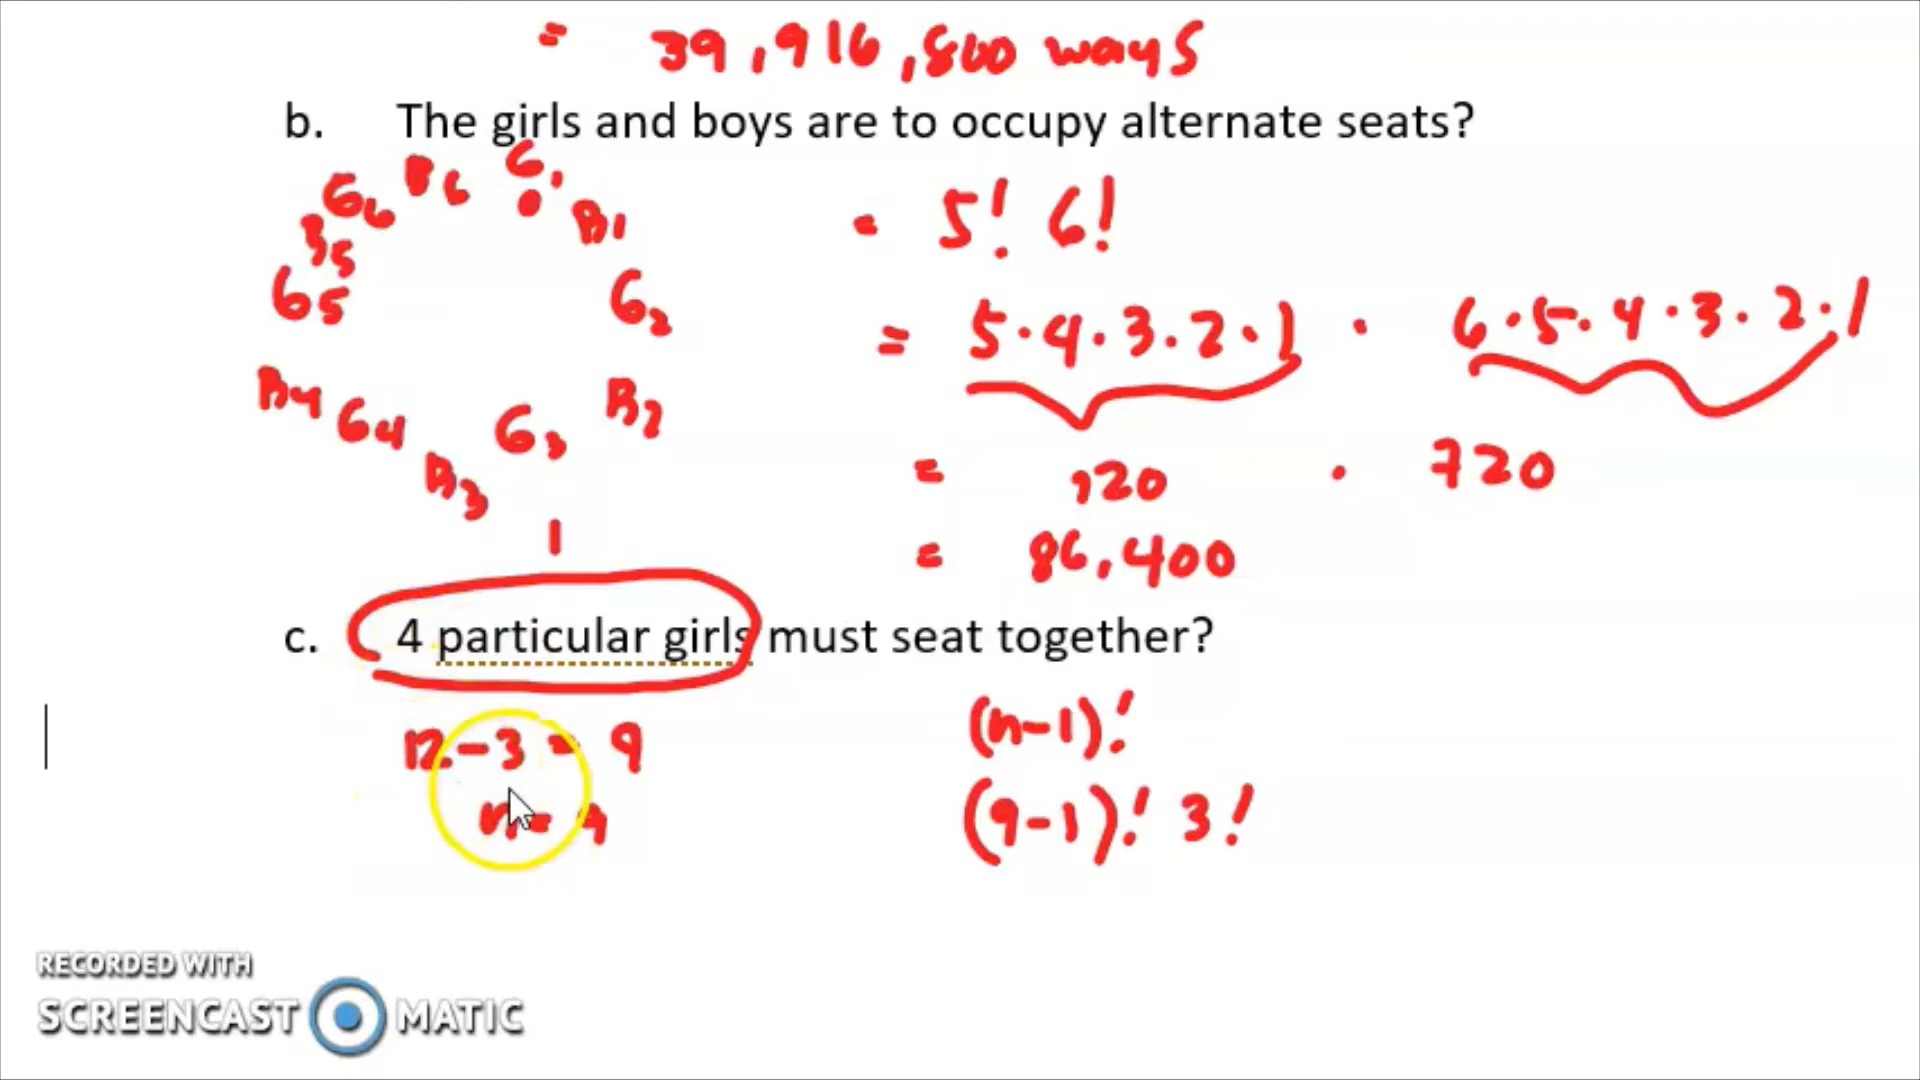 = 39,916,800 ways
b. The girls and boys are to occupy alternate seats?
G1
B1
G2
B2
G3
B3
G4
B4
G5
B5
G6
B6
= 5! 6!
= 5·4·3·2·1 · 6·5·4·3·2·1
= 120 · 720
= 86,400
1
c. 4 particular girls must seat together?
12-3 = 9
n = 9
(n-1)!
(9-1)! 3!
RECORDED WITH
SCREENCAST MATIC